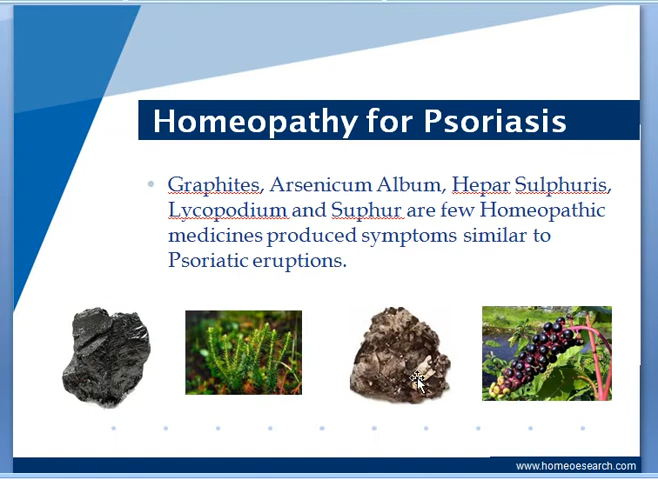 Homeopathy for Psoriasis
Graphites, Arsenicum Album, Hepar Sulphuris,
Lycopodium and Suphur are few Homeopathic
medicines produced symptoms similar to
Psoriatic eruptions.
www.homeoesearch.com